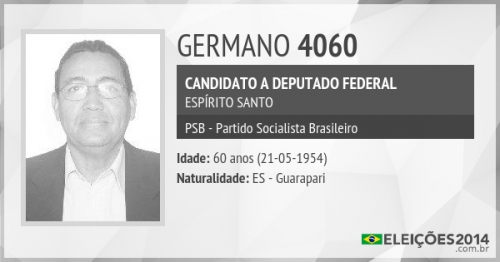 GERMANO 4060
CANDIDATO A DEPUTADO FEDERAL
ESPÍRITO SANTO
PSB - Partido Socialista Brasileiro
Idade: 60 anos (21-05-1954)
Naturalidade: ES - Guarapari
ELEIÇÕES2014
.com.br